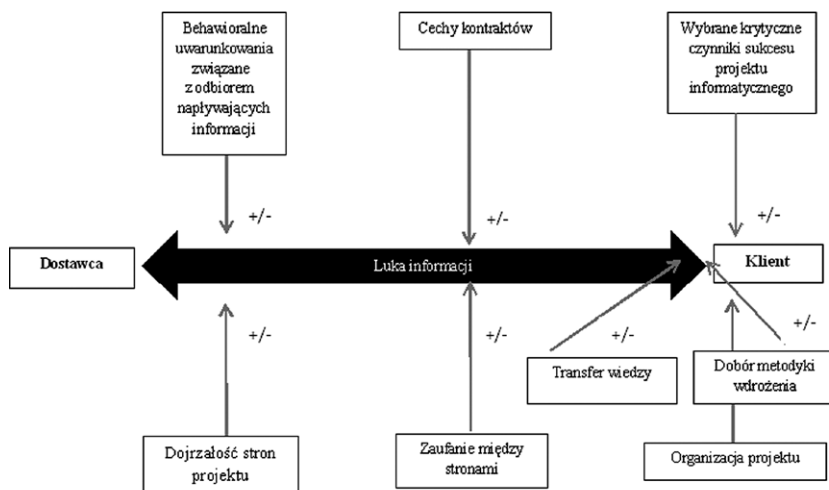 Behawioralne
uwarunkowania
związane
z odbiorem
napływających
informacji
Cechy kontraktów
Wybrane krytyczne
czynniki sukcesu
projektu
informatycznego
+/-
+/-
+/-
Dostawca
Luka informacji
Klient
+/-
+/-
+/-
+/-
Transfer wiedzy
Dobór metodyki
wdrożenia
Dojrzałość stron
projektu
Zaufanie między
stronami
Organizacja projektu